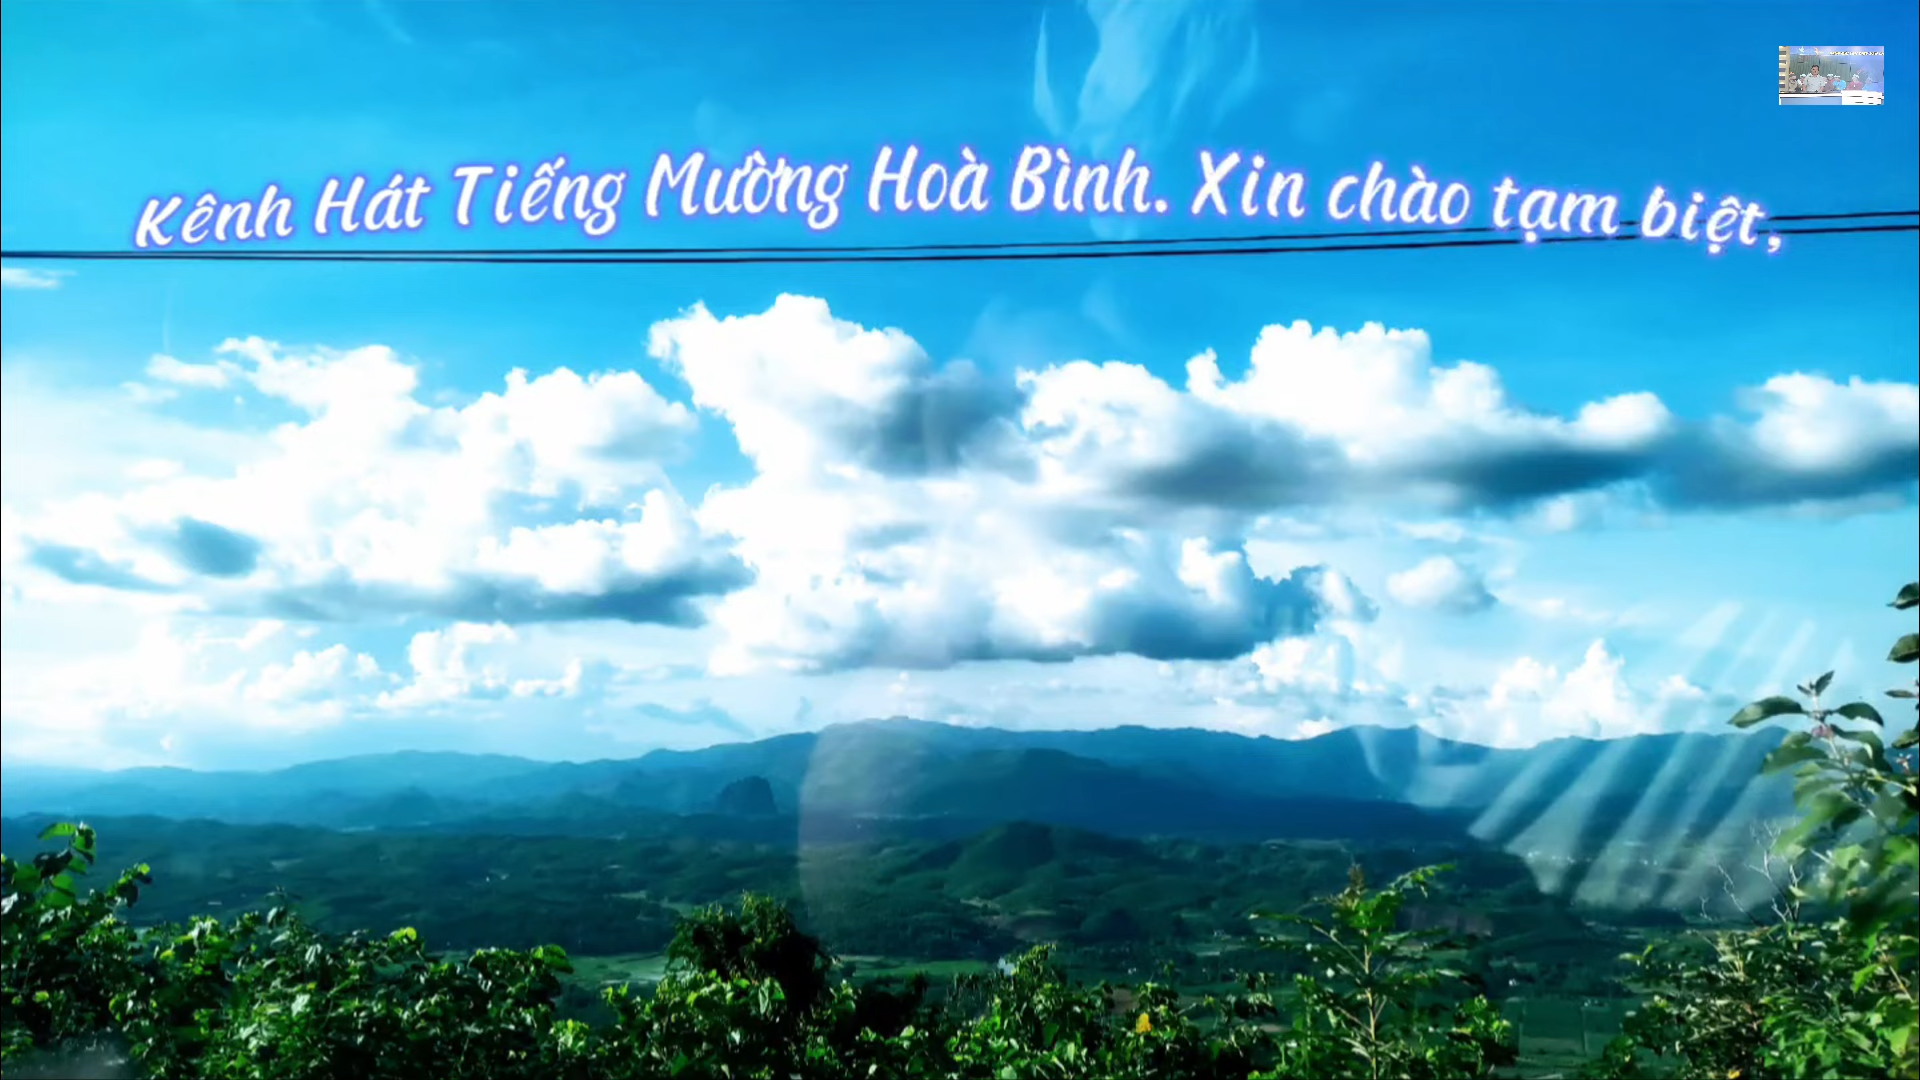 Kênh Hát Tiếng Mường Hoà Bình. Xin chào tạm biệt,